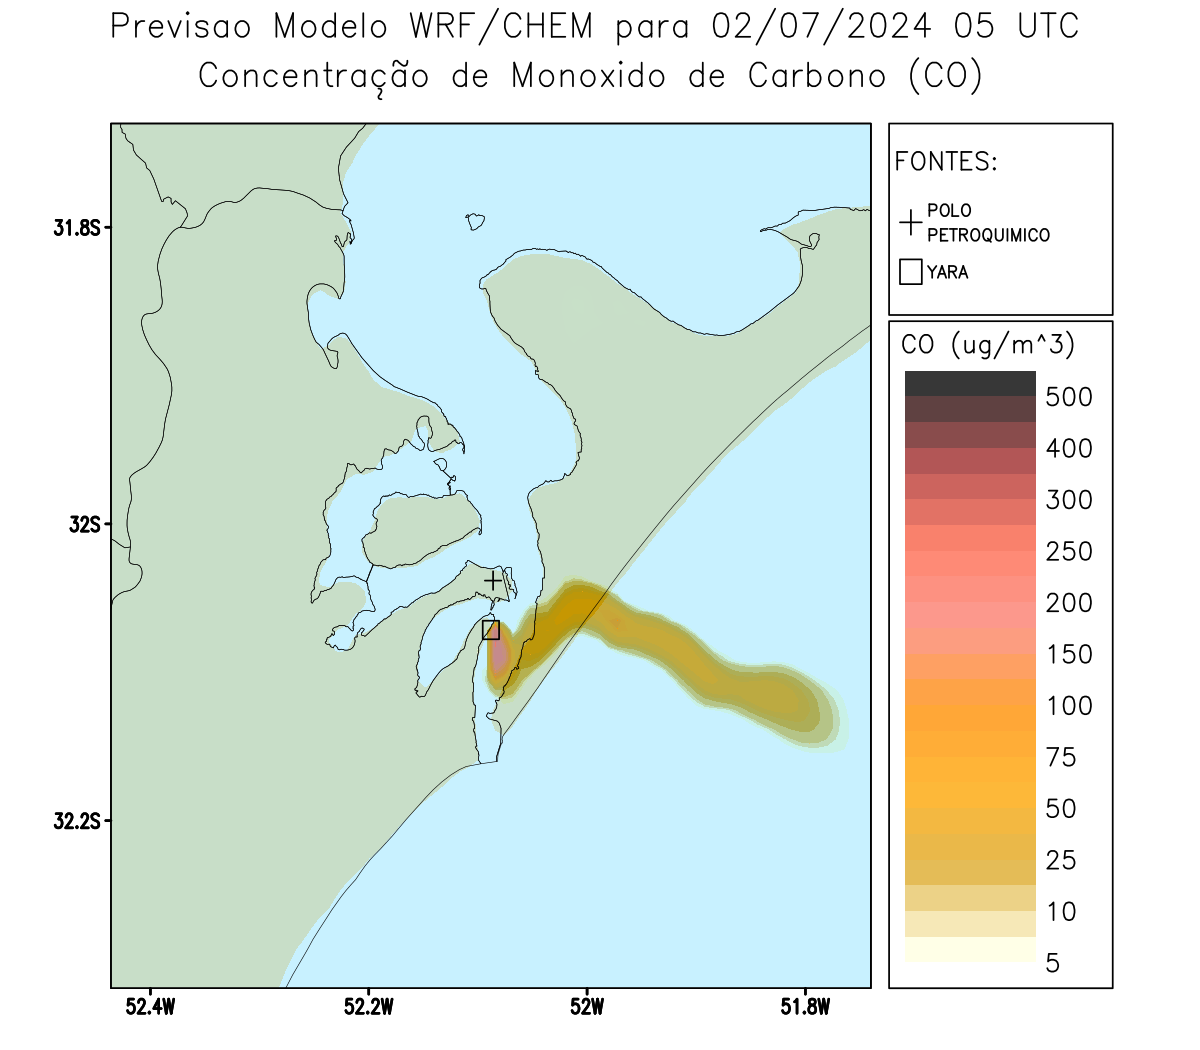 Previsao Modelo WRF/CHEM para 02/07/2024 05 UTC
Concentração de Monoxido de Carbono (CO)
FONTES:
POLO
PETROQUIMICO
YARA
CO (ug/m^3)
500
400
300
250
200
150
100
75
50
25
10
5
31.8S
32S
32.2S
52.4W
52.2W
52W
51.8W